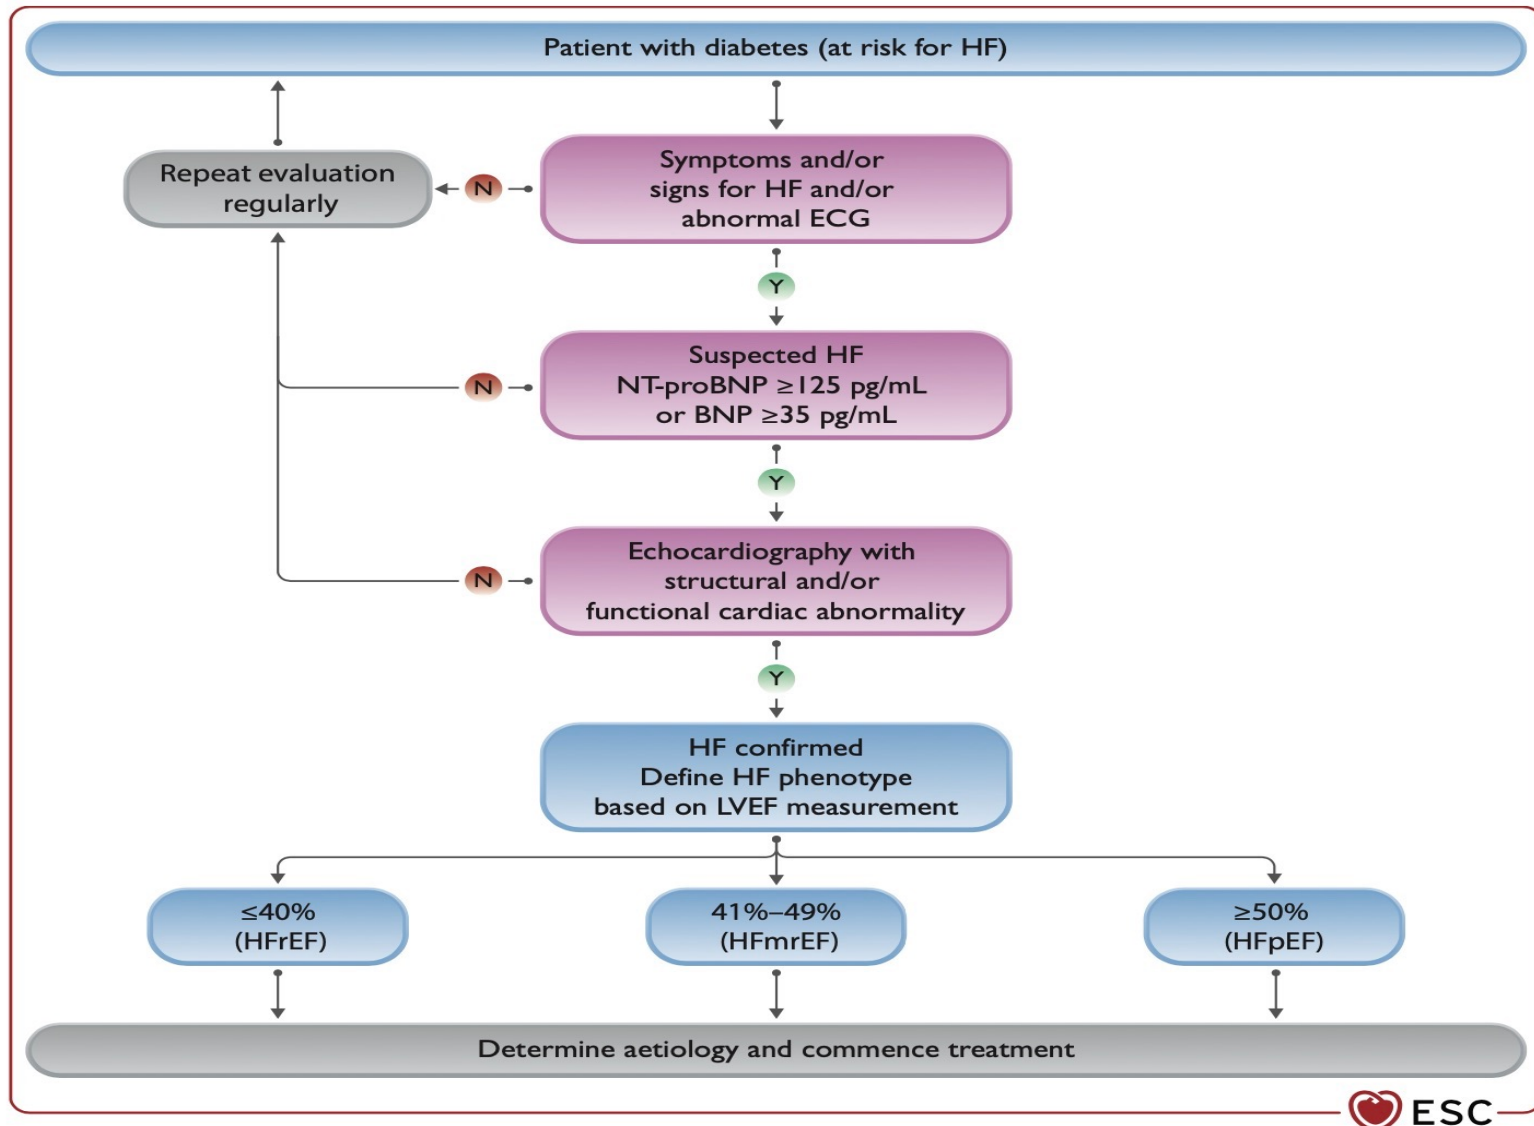 Patient with diabetes (at risk for HF)
Symptoms and/or
signs for HF and/or
abnormal ECG
N
Repeat evaluation
regularly
Y
Suspected HF
NT-proBNP ≥125 pg/mL
or BNP ≥35 pg/mL
N
Y
Echocardiography with
structural and/or
functional cardiac abnormality
N
Y
HF confirmed
Define HF phenotype
based on LVEF measurement
≤40%
(HFrEF)
41%–49%
(HFmrEF)
≥50%
(HFpEF)
Determine aetiology and commence treatment
ESC